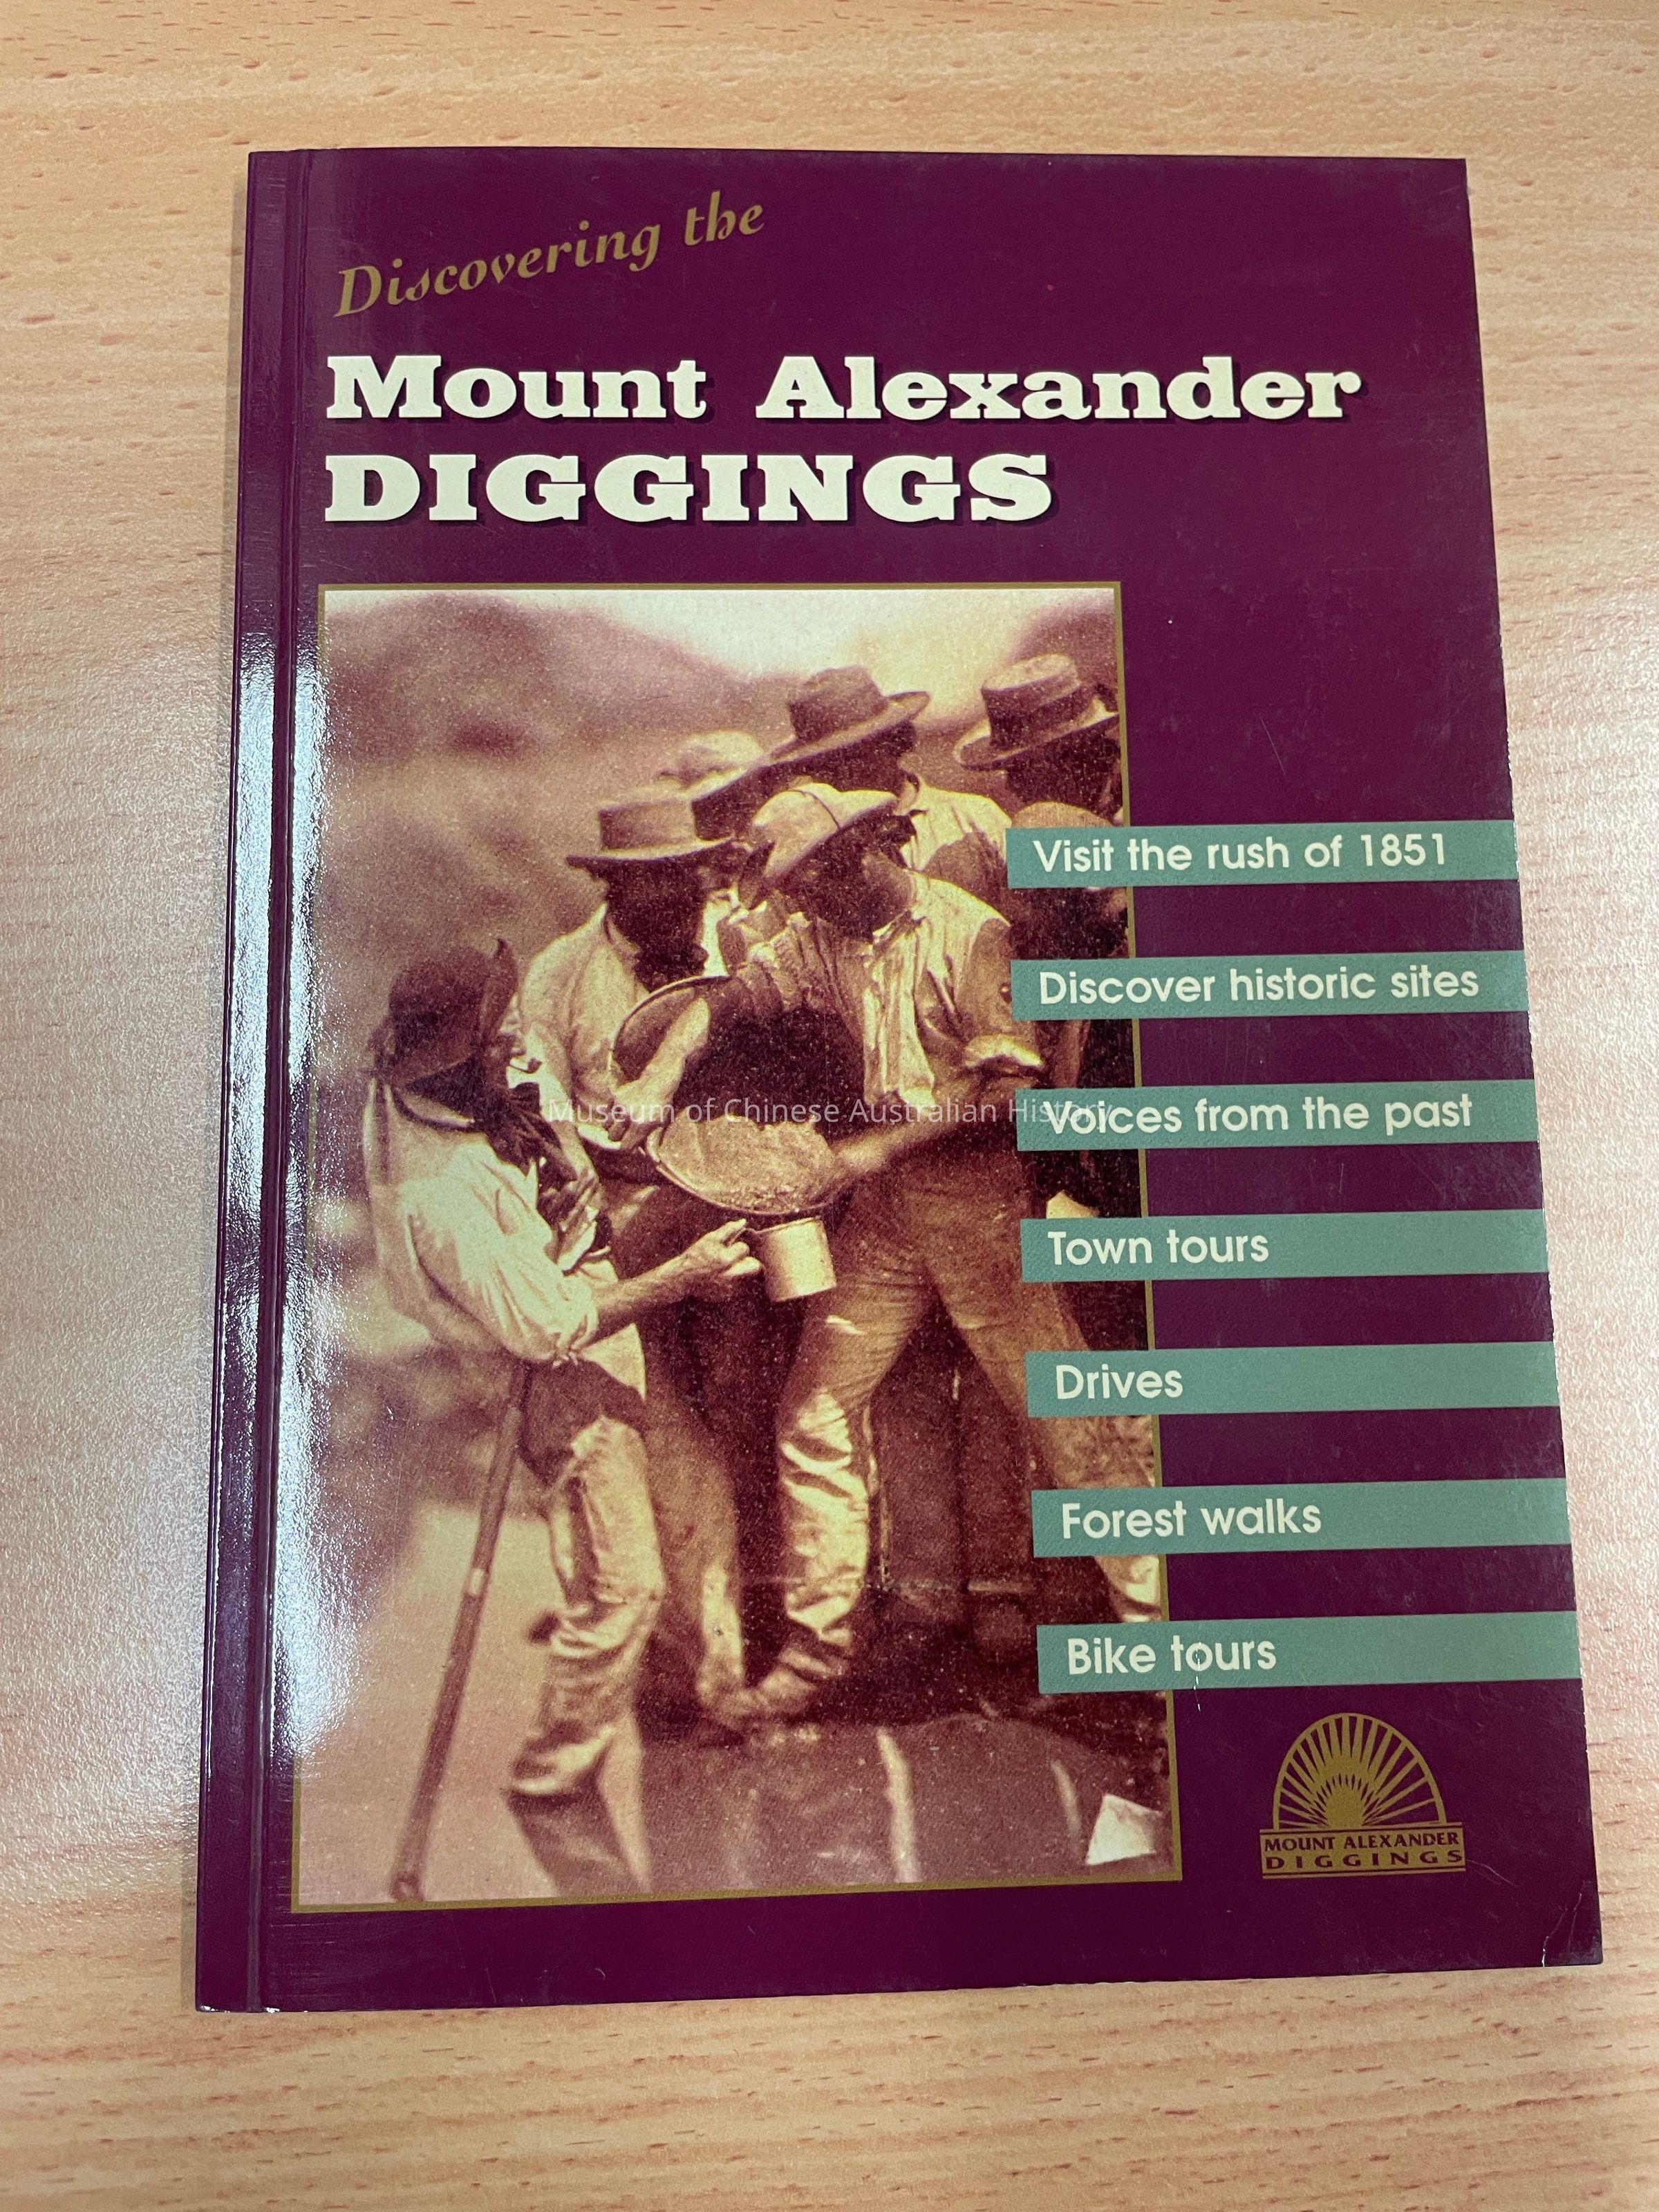 Discovering the
Mount Alexander
DIGGINGS
Visit the rush of 1851
Discover historic sites
Museum of Chinese Australian History
Voices from the past
Town tours
Drives
Forest walks
Bike tours
MOUNT ALEXANDER
DIGGINGS